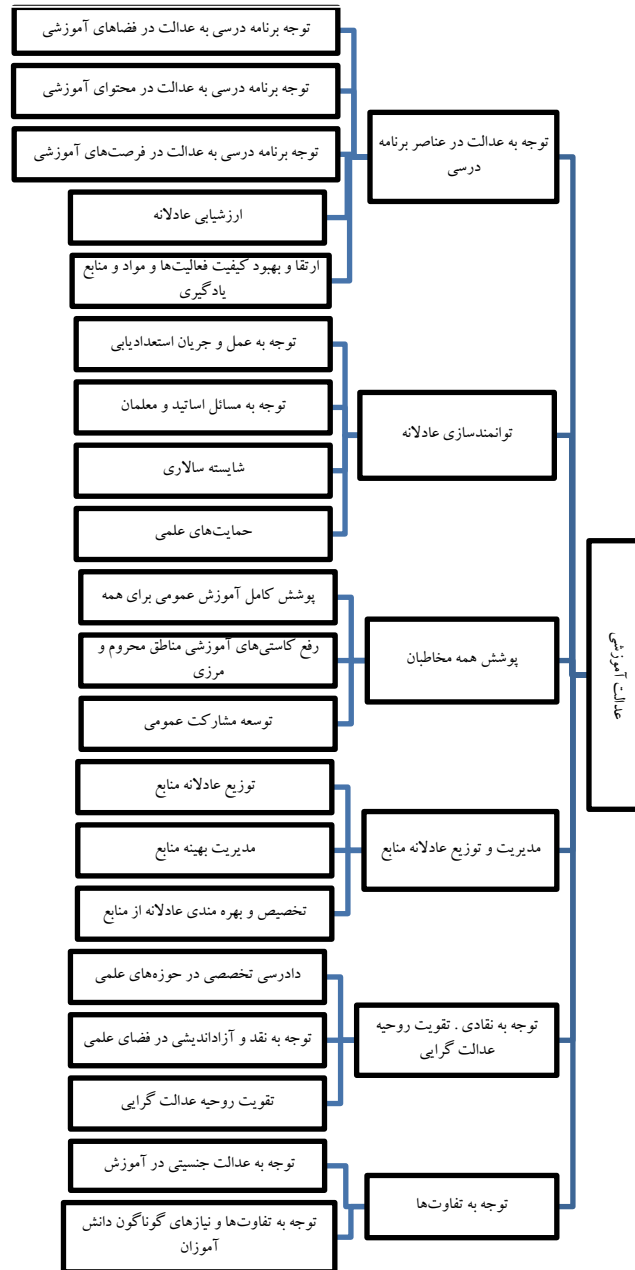 عدالت آموزشی
توجه به عدالت در عناصر برنامه
درسی
توجه برنامه درسی به عدالت در فضاهای آموزشی
توجه برنامه درسی به عدالت در محتوای آموزشی
توجه برنامه درسی به عدالت در فرصت‌های آموزشی
ارزشیابی عادلانه
ارتقا و بهبود کیفیت فعالیت‌ها و مواد و منابع
یادگیری
توانمندسازی عادلانه
توجه به عمل و جریان استعدادیابی
توجه به مسائل اساتید و معلمان
شایسته سالاری
حمایت‌های علمی
پوشش همه مخاطبان
پوشش کامل آموزش عمومی برای همه
رفع کاستی‌های آموزشی مناطق محروم و
مرزی
توسعه مشارکت عمومی
مدیریت و توزیع عادلانه منابع
توزیع عادلانه منابع
مدیریت بهینه منابع
تخصیص و بهره مندی عادلانه از منابع
توجه به نقادی . تقویت روحیه
عدالت گرایی
دادرسی تخصصی در حوزه‌های علمی
توجه به نقد و آزاداندیشی در فضای علمی
تقویت روحیه عدالت گرایی
توجه به تفاوت‌ها
توجه به عدالت جنسیتی در آموزش
توجه به تفاوت‌ها و نیازهای گوناگون دانش
آموزان